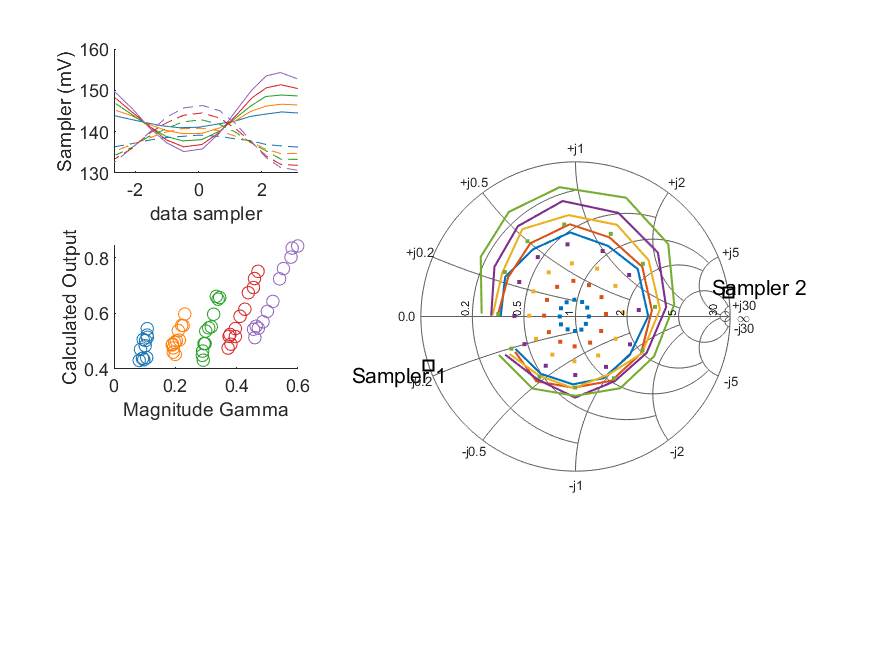 160
150
140
130
Sampler (mV)
-2
0
2
data sampler
0.8
0.6
0.4
Calculated Output
0
0.2
0.4
0.6
Magnitude Gamma
+j1
+j0.5
+j2
+j0.2
+j5
Sampler 2
+j30
0.0
0.2
0.5
1
2
5
30
∞
-j30
Sampler 1
-j0.2
-j5
-j0.5
-j2
-j1